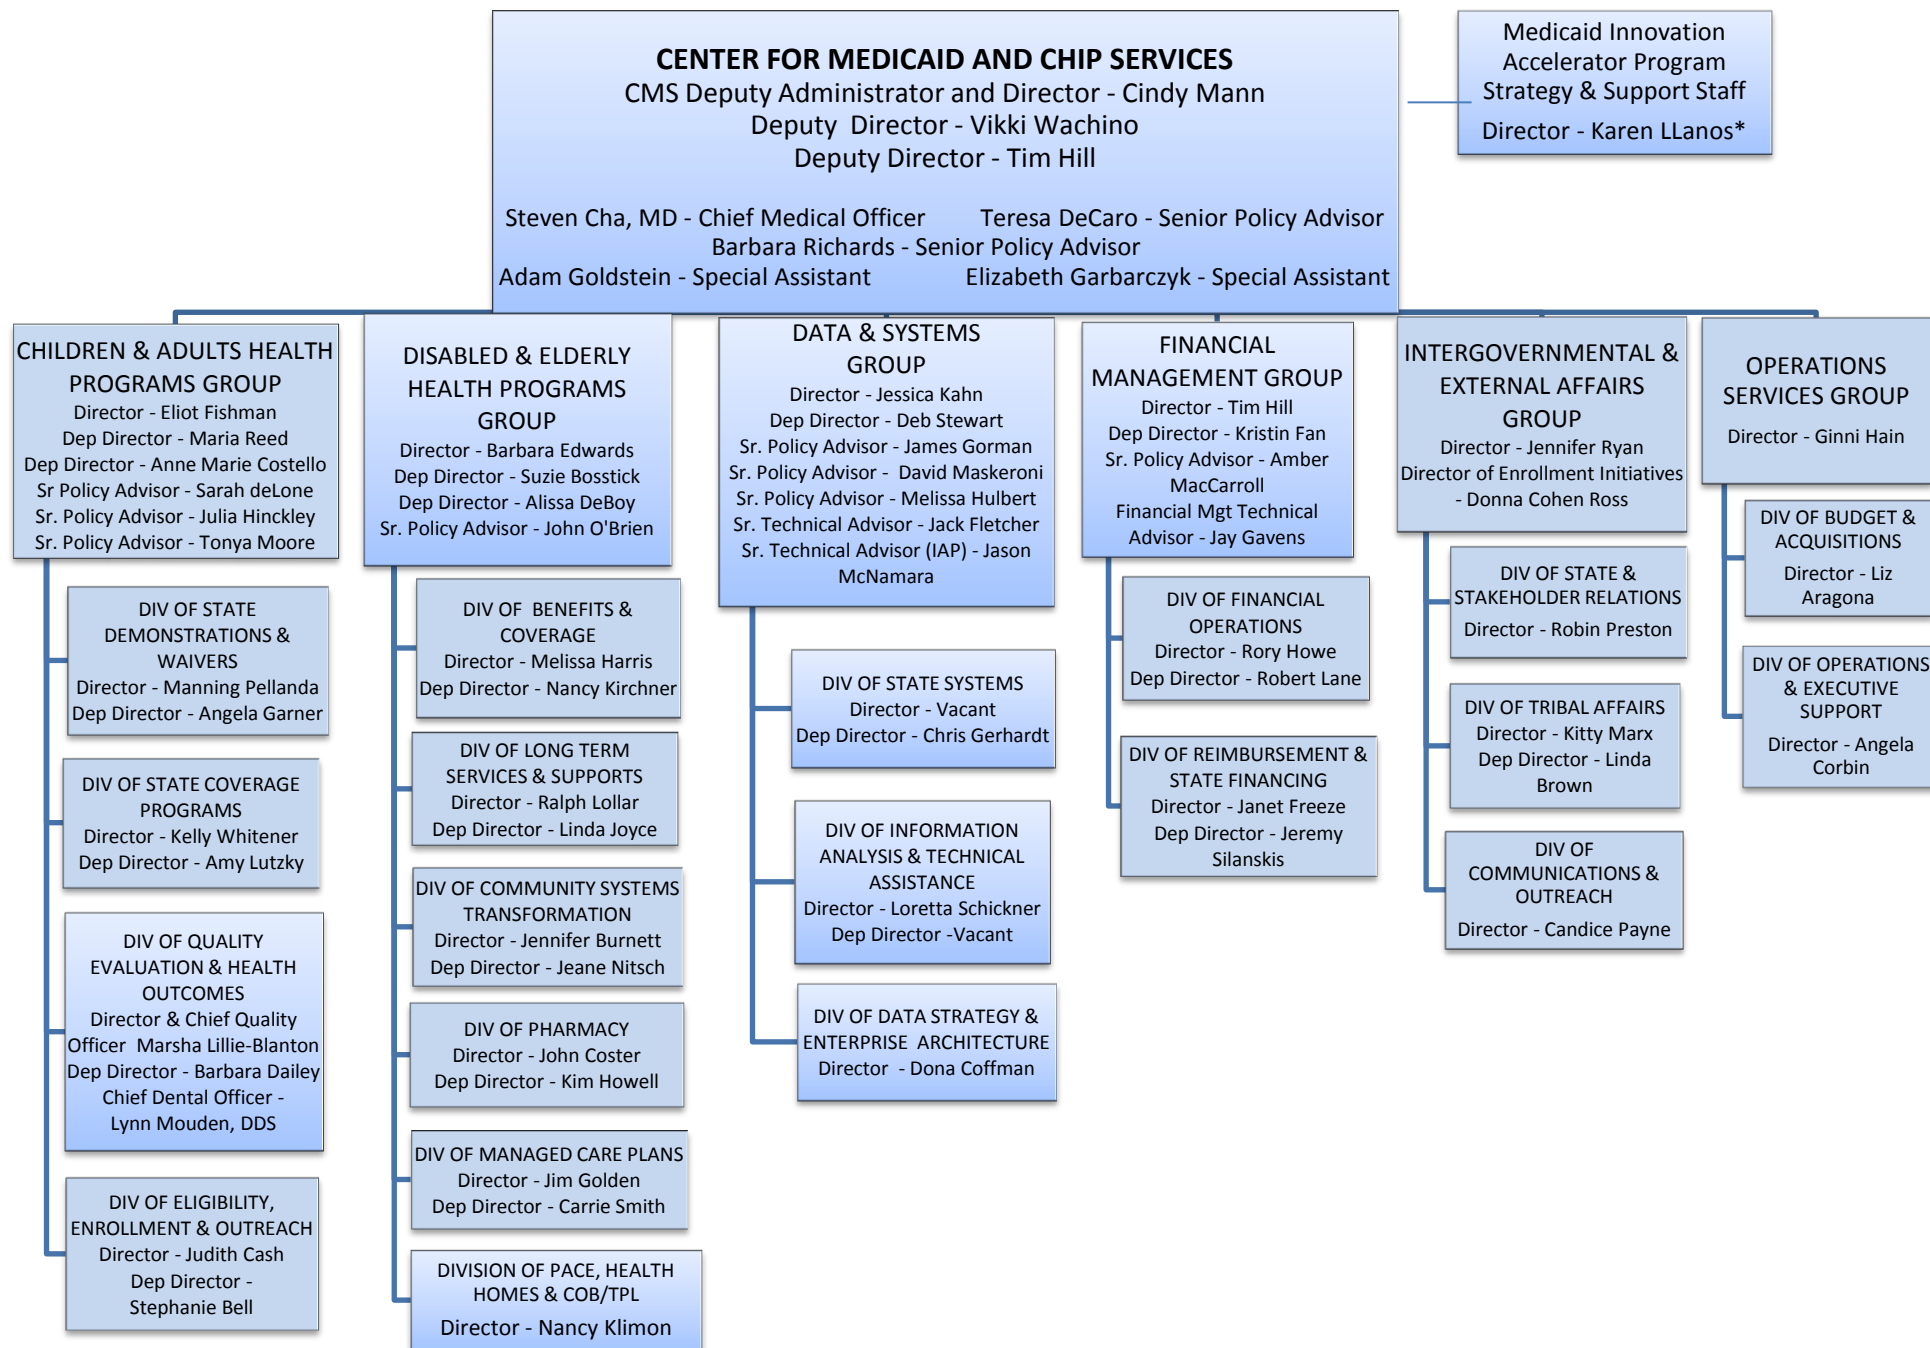 CENTER FOR MEDICAID AND CHIP SERVICES
CMS Deputy Administrator and Director - Cindy Mann
Deputy  Director - Vikki Wachino
Deputy Director - Tim Hill
Steven Cha, MD - Chief Medical Officer        Teresa DeCaro - Senior Policy Advisor
Barbara Richards - Senior Policy Advisor
Adam Goldstein - Special Assistant        Elizabeth Garbarczyk - Special Assistant
Medicaid Innovation
Accelerator Program
Strategy & Support Staff
Director - Karen LLanos*
CHILDREN & ADULTS HEALTH
PROGRAMS GROUP
Director - Eliot Fishman
Dep Director - Maria Reed
Dep Director - Anne Marie Costello
Sr Policy Advisor - Sarah deLone
Sr. Policy Advisor - Julia Hinckley
Sr. Policy Advisor - Tonya Moore
DIV OF STATE
DEMONSTRATIONS &
WAIVERS
Director - Manning Pellanda
Dep Director - Angela Garner
DIV OF STATE COVERAGE
PROGRAMS
Director - Kelly Whitener
Dep Director - Amy Lutzky
DIV OF QUALITY
EVALUATION & HEALTH
OUTCOMES
Director & Chief Quality
Officer  Marsha Lillie-Blanton
Dep Director - Barbara Dailey
Chief Dental Officer -
Lynn Mouden, DDS
DIV OF ELIGIBILITY,
ENROLLMENT & OUTREACH
Director - Judith Cash
Dep Director -
Stephanie Bell
DISABLED & ELDERLY
HEALTH PROGRAMS
GROUP
Director - Barbara Edwards
Dep Director - Suzie Bosstick
Dep Director - Alissa DeBoy
Sr. Policy Advisor - John O'Brien
DIV OF  BENEFITS &
COVERAGE
Director - Melissa Harris
Dep Director - Nancy Kirchner
DIV OF LONG TERM
SERVICES & SUPPORTS
Director - Ralph Lollar
Dep Director - Linda Joyce
DIV OF COMMUNITY SYSTEMS
TRANSFORMATION
Director - Jennifer Burnett
Dep Director - Jeane Nitsch
DIV OF PHARMACY
Director - John Coster
Dep Director - Kim Howell
DIV OF MANAGED CARE PLANS
Director - Jim Golden
Dep Director - Carrie Smith
DIVISION OF PACE, HEALTH
HOMES & COB/TPL
Director - Nancy Klimon
DATA & SYSTEMS
GROUP
Director - Jessica Kahn
Dep Director - Deb Stewart
Sr. Policy Advisor - James Gorman
Sr. Policy Advisor -  David Maskeroni
Sr. Policy Advisor - Melissa Hulbert
Sr. Technical Advisor - Jack Fletcher
Sr. Technical Advisor (IAP) - Jason
McNamara
DIV OF STATE SYSTEMS
Director - Vacant
Dep Director - Chris Gerhardt
DIV OF INFORMATION
ANALYSIS & TECHNICAL
ASSISTANCE
Director - Loretta Schickner
Dep Director -Vacant
DIV OF DATA STRATEGY &
ENTERPRISE  ARCHITECTURE
Director  - Dona Coffman
FINANCIAL
MANAGEMENT GROUP
Director - Tim Hill
Dep Director - Kristin Fan
Sr. Policy Advisor - Amber
MacCarroll
Financial Mgt Technical
Advisor - Jay Gavens
DIV OF FINANCIAL
OPERATIONS
Director - Rory Howe
Dep Director - Robert Lane
DIV OF REIMBURSEMENT &
STATE FINANCING
Director - Janet Freeze
Dep Director - Jeremy
Silanskis
INTERGOVERNMENTAL &
EXTERNAL AFFAIRS
GROUP
Director - Jennifer Ryan
Director of Enrollment Initiatives
- Donna Cohen Ross
DIV OF STATE &
STAKEHOLDER RELATIONS
Director - Robin Preston
DIV OF TRIBAL AFFAIRS
Director - Kitty Marx
Dep Director - Linda
Brown
DIV OF
COMMUNICATIONS &
OUTREACH
Director - Candice Payne
OPERATIONS
SERVICES GROUP
Director - Ginni Hain
DIV OF BUDGET &
ACQUISITIONS
Director - Liz
Aragona
DIV OF OPERATIONS
& EXECUTIVE
SUPPORT
Director - Angela
Corbin